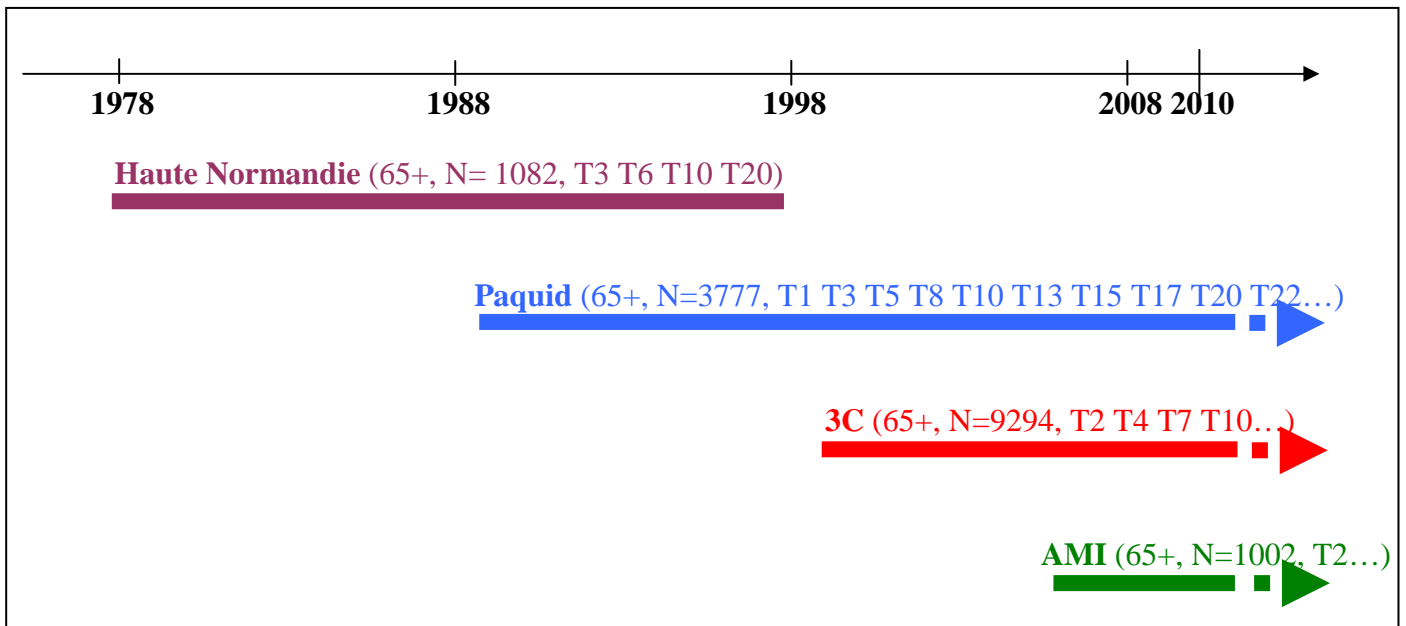 1978 1988 1998 2008 2010
Haute Normandie (65+, N= 1082, T3 T6 T10 T20)
Paquid (65+, N=3777, T1 T3 T5 T8 T10 T13 T15 T17 T20 T22…)
3C (65+, N=9294, T2 T4 T7 T10…)
AMI (65+, N=1002, T2…)